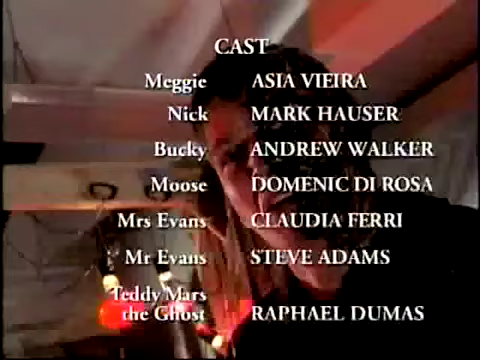 CAST
Meggie ASIA VIEIRA
Nick MARK HAUSER
Bucky ANDREW WALKER
Moose DOMENIC DI ROSA
Mrs Evans CLAUDIA FERRI
Mr Evans STEVE ADAMS
Teddy Mars
the Ghost RAPHAEL DUMAS